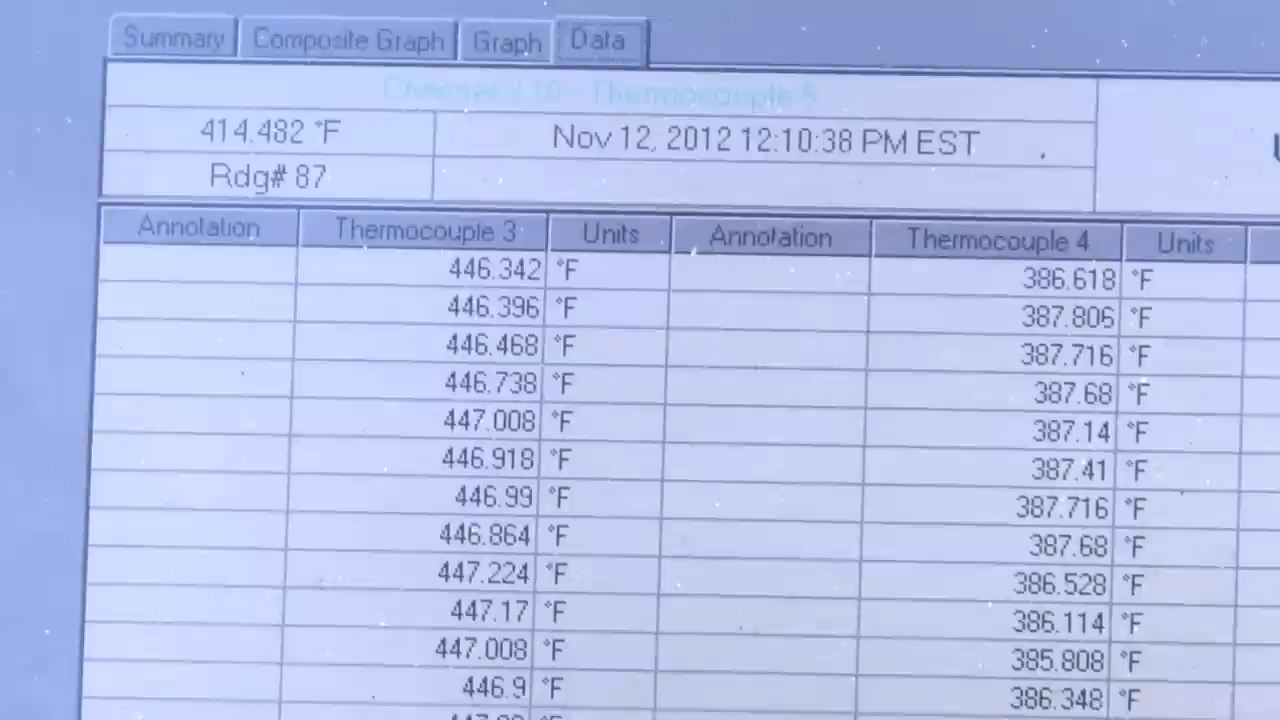 Summary Composite Graph Graph Data
Thermocouple 5
414.482 °F Nov 12, 2012 12:10:38 PM EST
Rdg# 87
Annotation Thermocouple 3 Units Annotation Thermocouple 4 Units
446.342 °F 386.618 °F
446.396 °F 387.806 °F
446.468 °F 387.716 °F
446.738 °F 387.68 °F
447.008 °F 387.14 °F
446.918 °F 387.41 °F
446.99 °F 387.716 °F
446.864 °F 387.68 °F
447.224 °F 386.528 °F
447.17 °F 386.114 °F
447.008 °F 385.808 °F
446.9 °F 386.348 °F